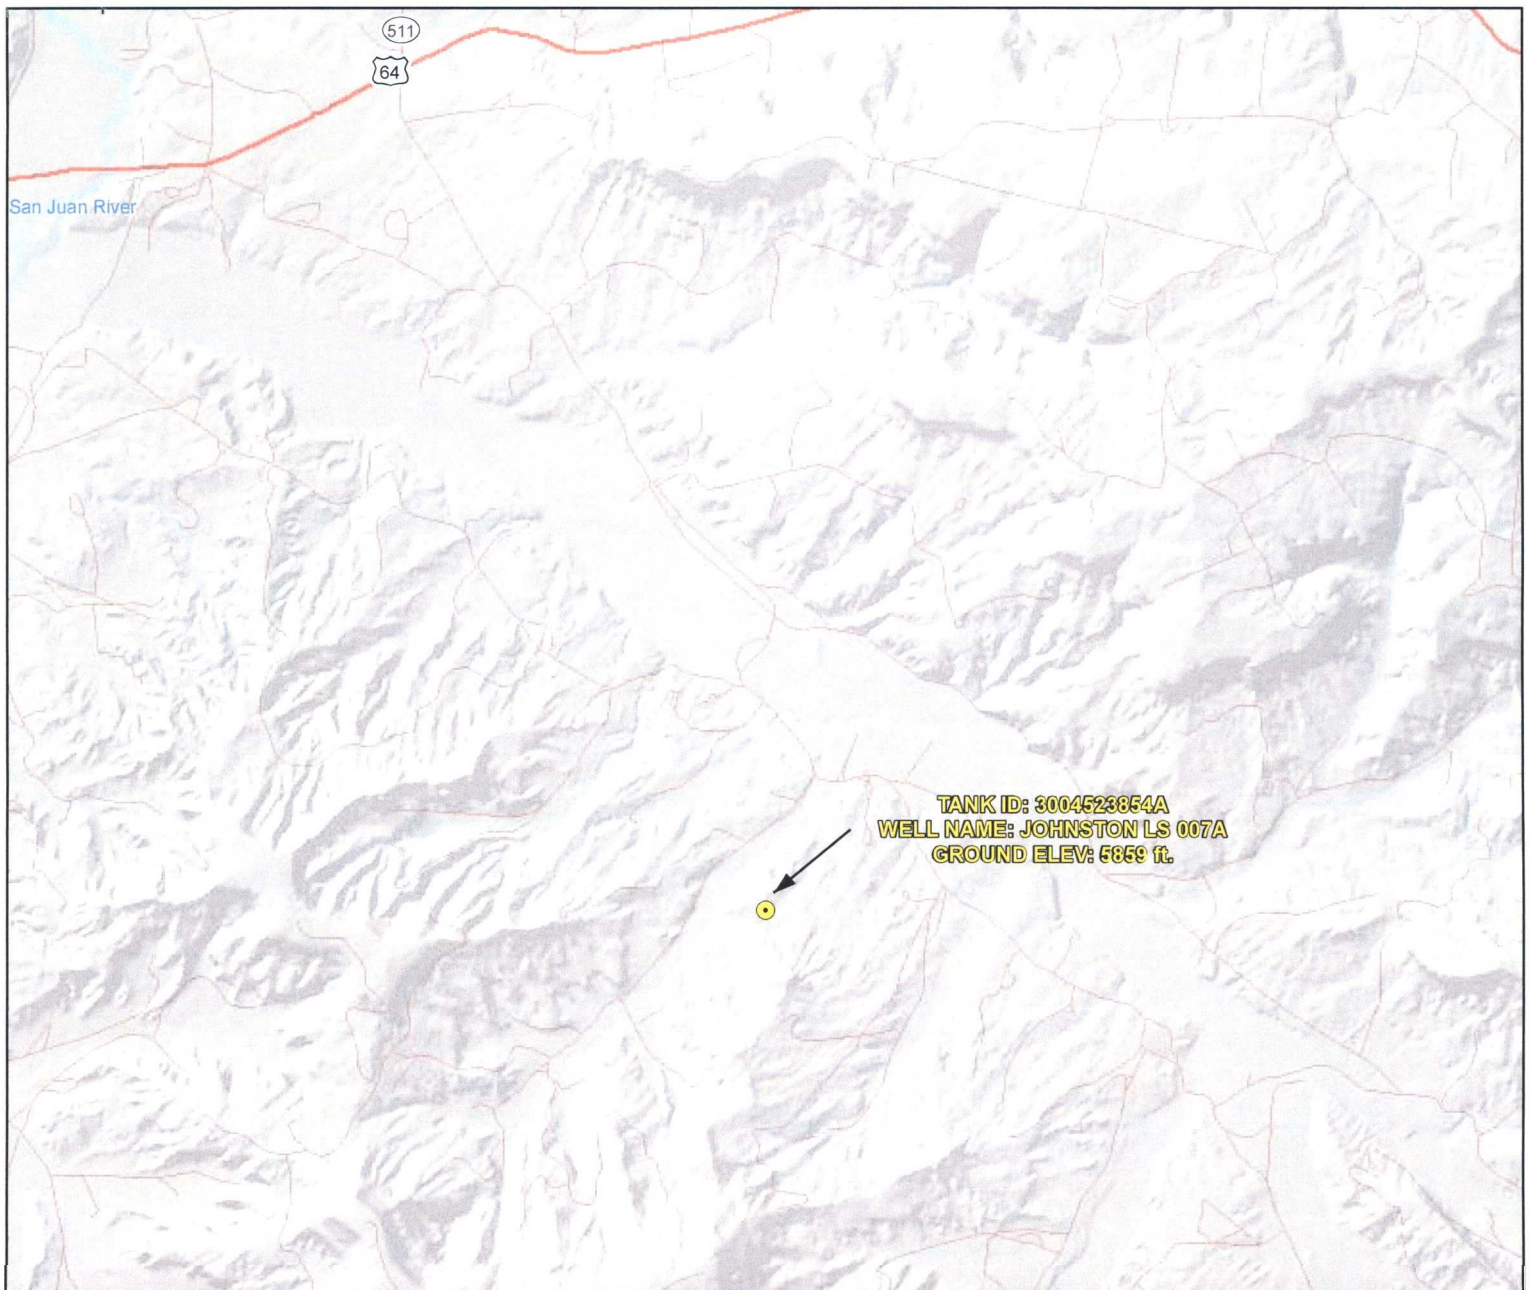 511
64
San Juan River
TANK ID: 3004523854A
WELL NAME: JOHNSTON LS 007A
GROUND ELEV: 5859 ft.